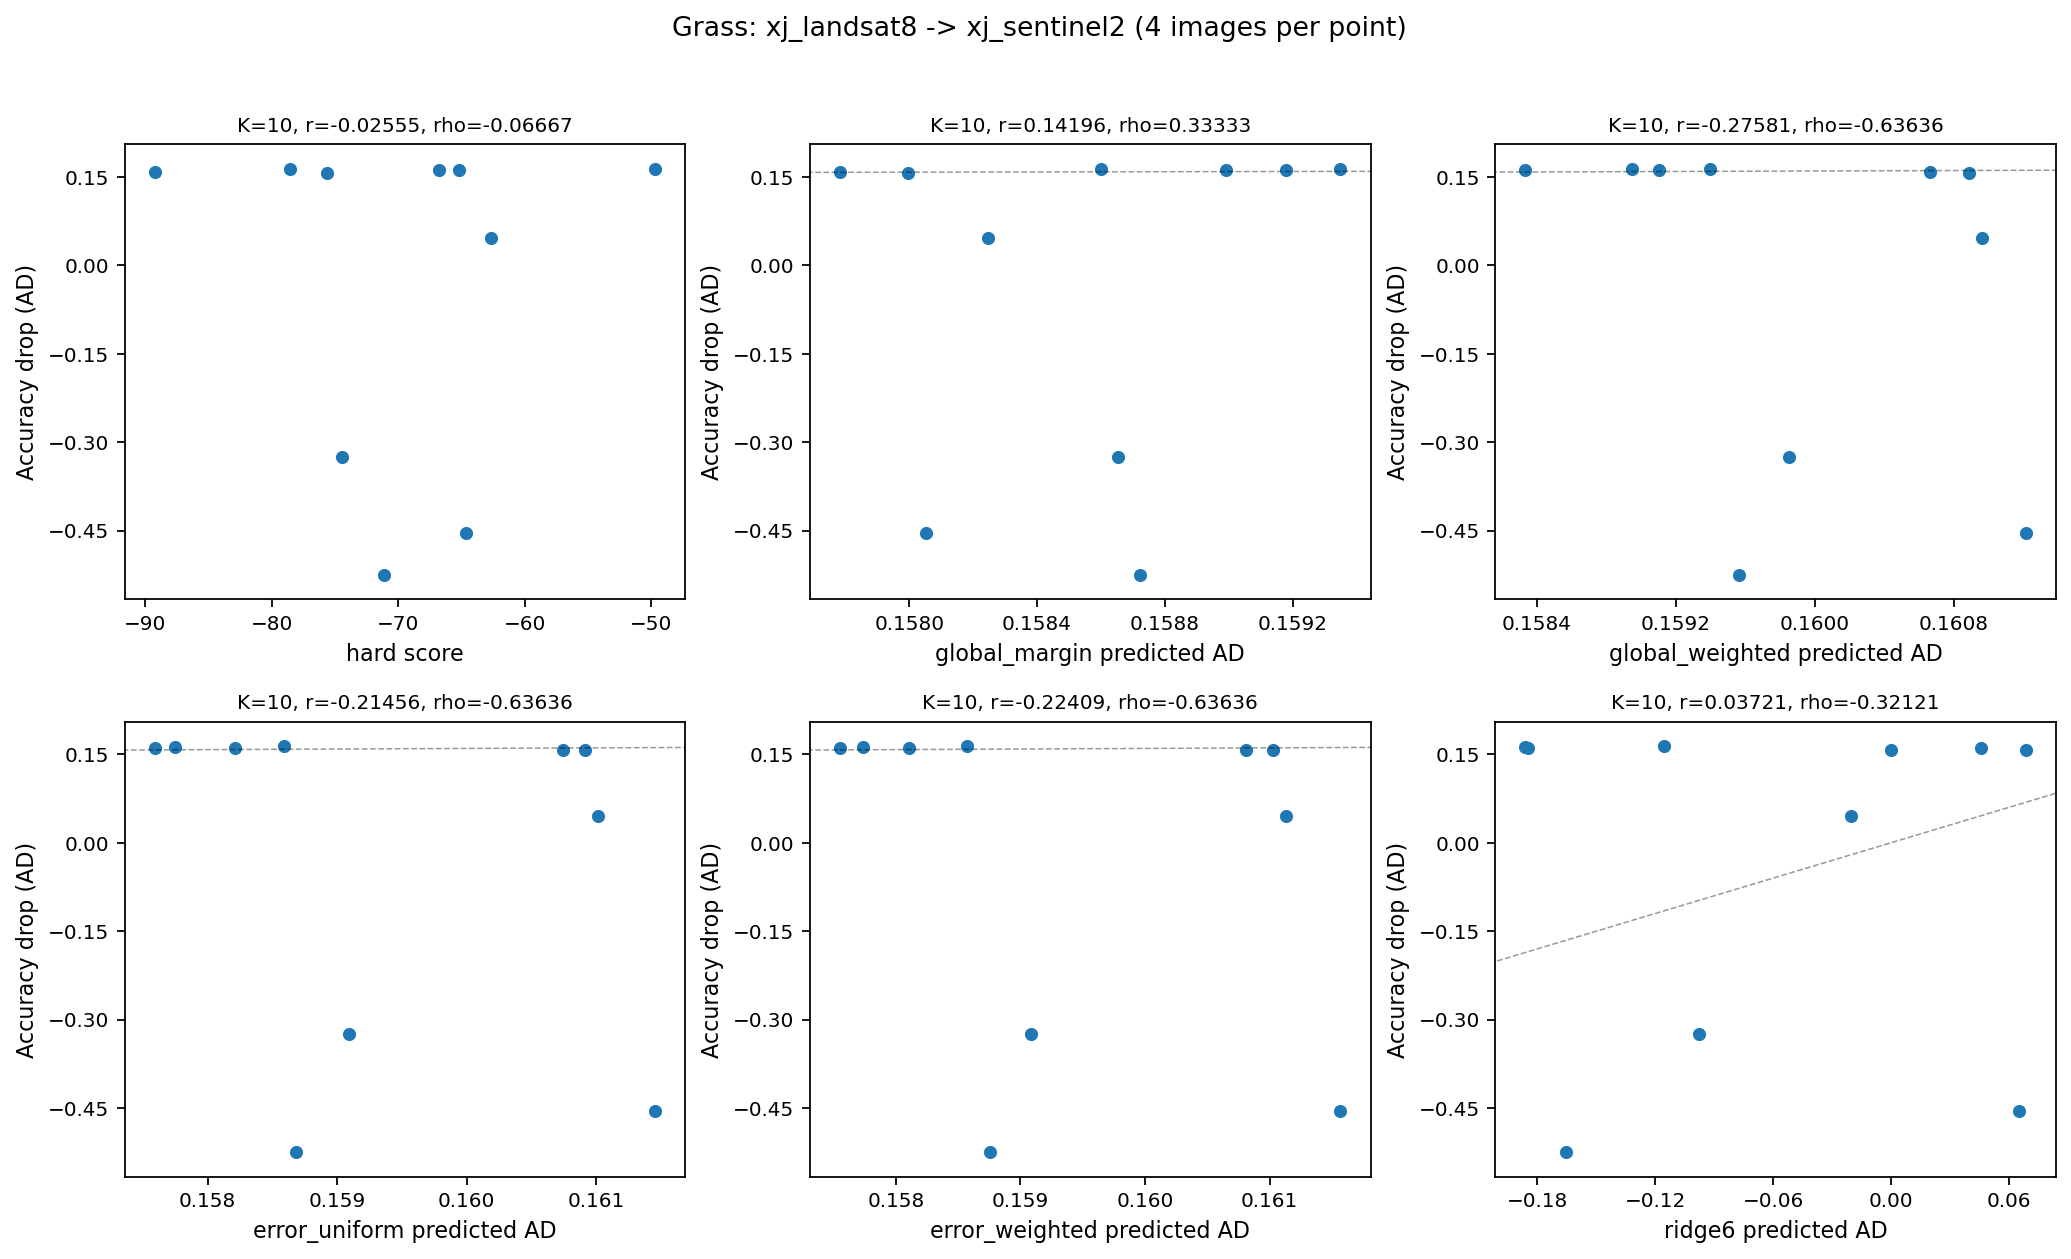 Grass: xj_landsat8 -> xj_sentinel2 (4 images per point)
K=10, r=-0.02555, rho=-0.06667
Accuracy drop (AD)
0.15
0.00
−0.15
−0.30
−0.45
−90
−80
−70
−60
−50
hard score
K=10, r=0.14196, rho=0.33333
Accuracy drop (AD)
0.15
0.00
−0.15
−0.30
−0.45
0.1580
0.1584
0.1588
0.1592
global_margin predicted AD
K=10, r=-0.27581, rho=-0.63636
Accuracy drop (AD)
0.15
0.00
−0.15
−0.30
−0.45
0.1584
0.1592
0.1600
0.1608
global_weighted predicted AD
K=10, r=-0.21456, rho=-0.63636
Accuracy drop (AD)
0.15
0.00
−0.15
−0.30
−0.45
0.158
0.159
0.160
0.161
error_uniform predicted AD
K=10, r=-0.22409, rho=-0.63636
Accuracy drop (AD)
0.15
0.00
−0.15
−0.30
−0.45
0.158
0.159
0.160
0.161
error_weighted predicted AD
K=10, r=0.03721, rho=-0.32121
Accuracy drop (AD)
0.15
0.00
−0.15
−0.30
−0.45
−0.18
−0.12
−0.06
0.00
0.06
ridge6 predicted AD